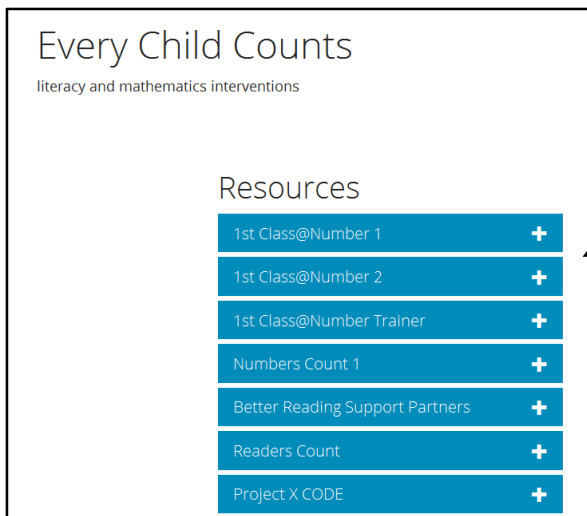 Every Child Counts
literacy and mathematics interventions
Resources
1st Class@Number 1
1st Class@Number 2
1st Class@Number Trainer
Numbers Count 1
Better Reading Support Partners
Readers Count
Project X CODE